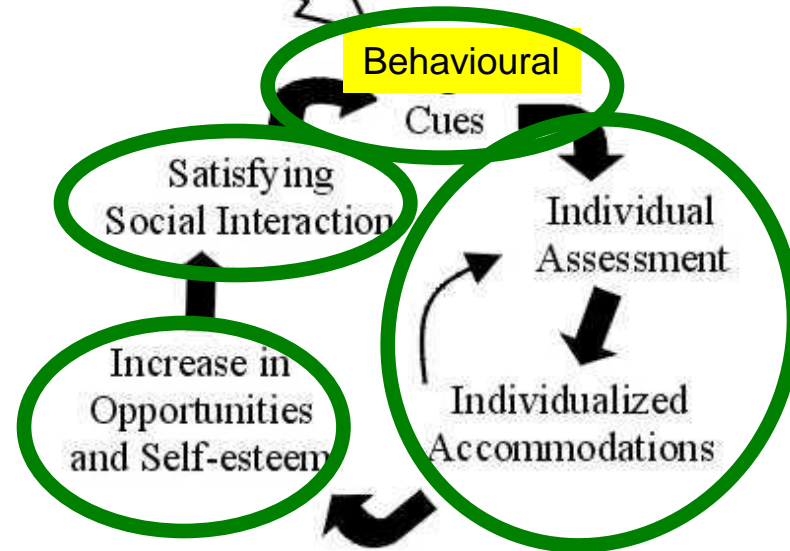 Behavioural
Cues
Satisfying
Social Interaction
Individual
Assessment
Increase in
Opportunities
and Self-esteem
Individualized
Accommodations